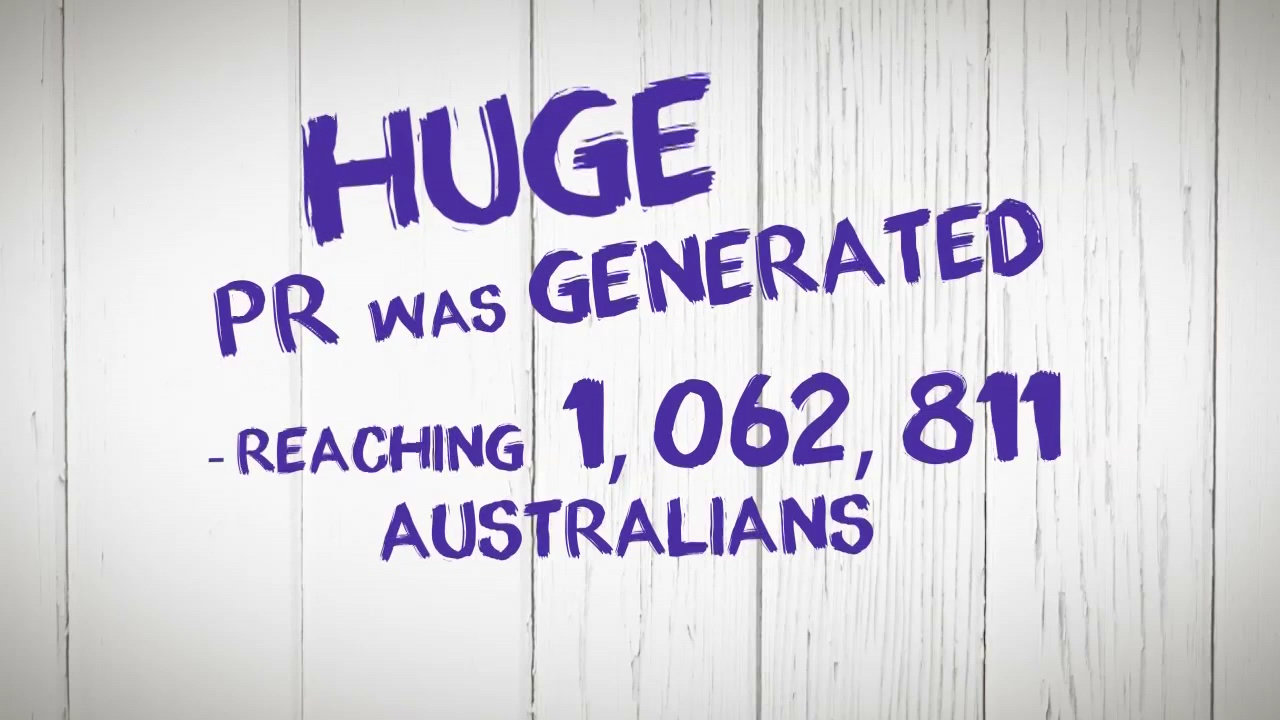 HUGE
PR WAS GENERATED
- REACHING 1, 062, 811
AUSTRALIANS